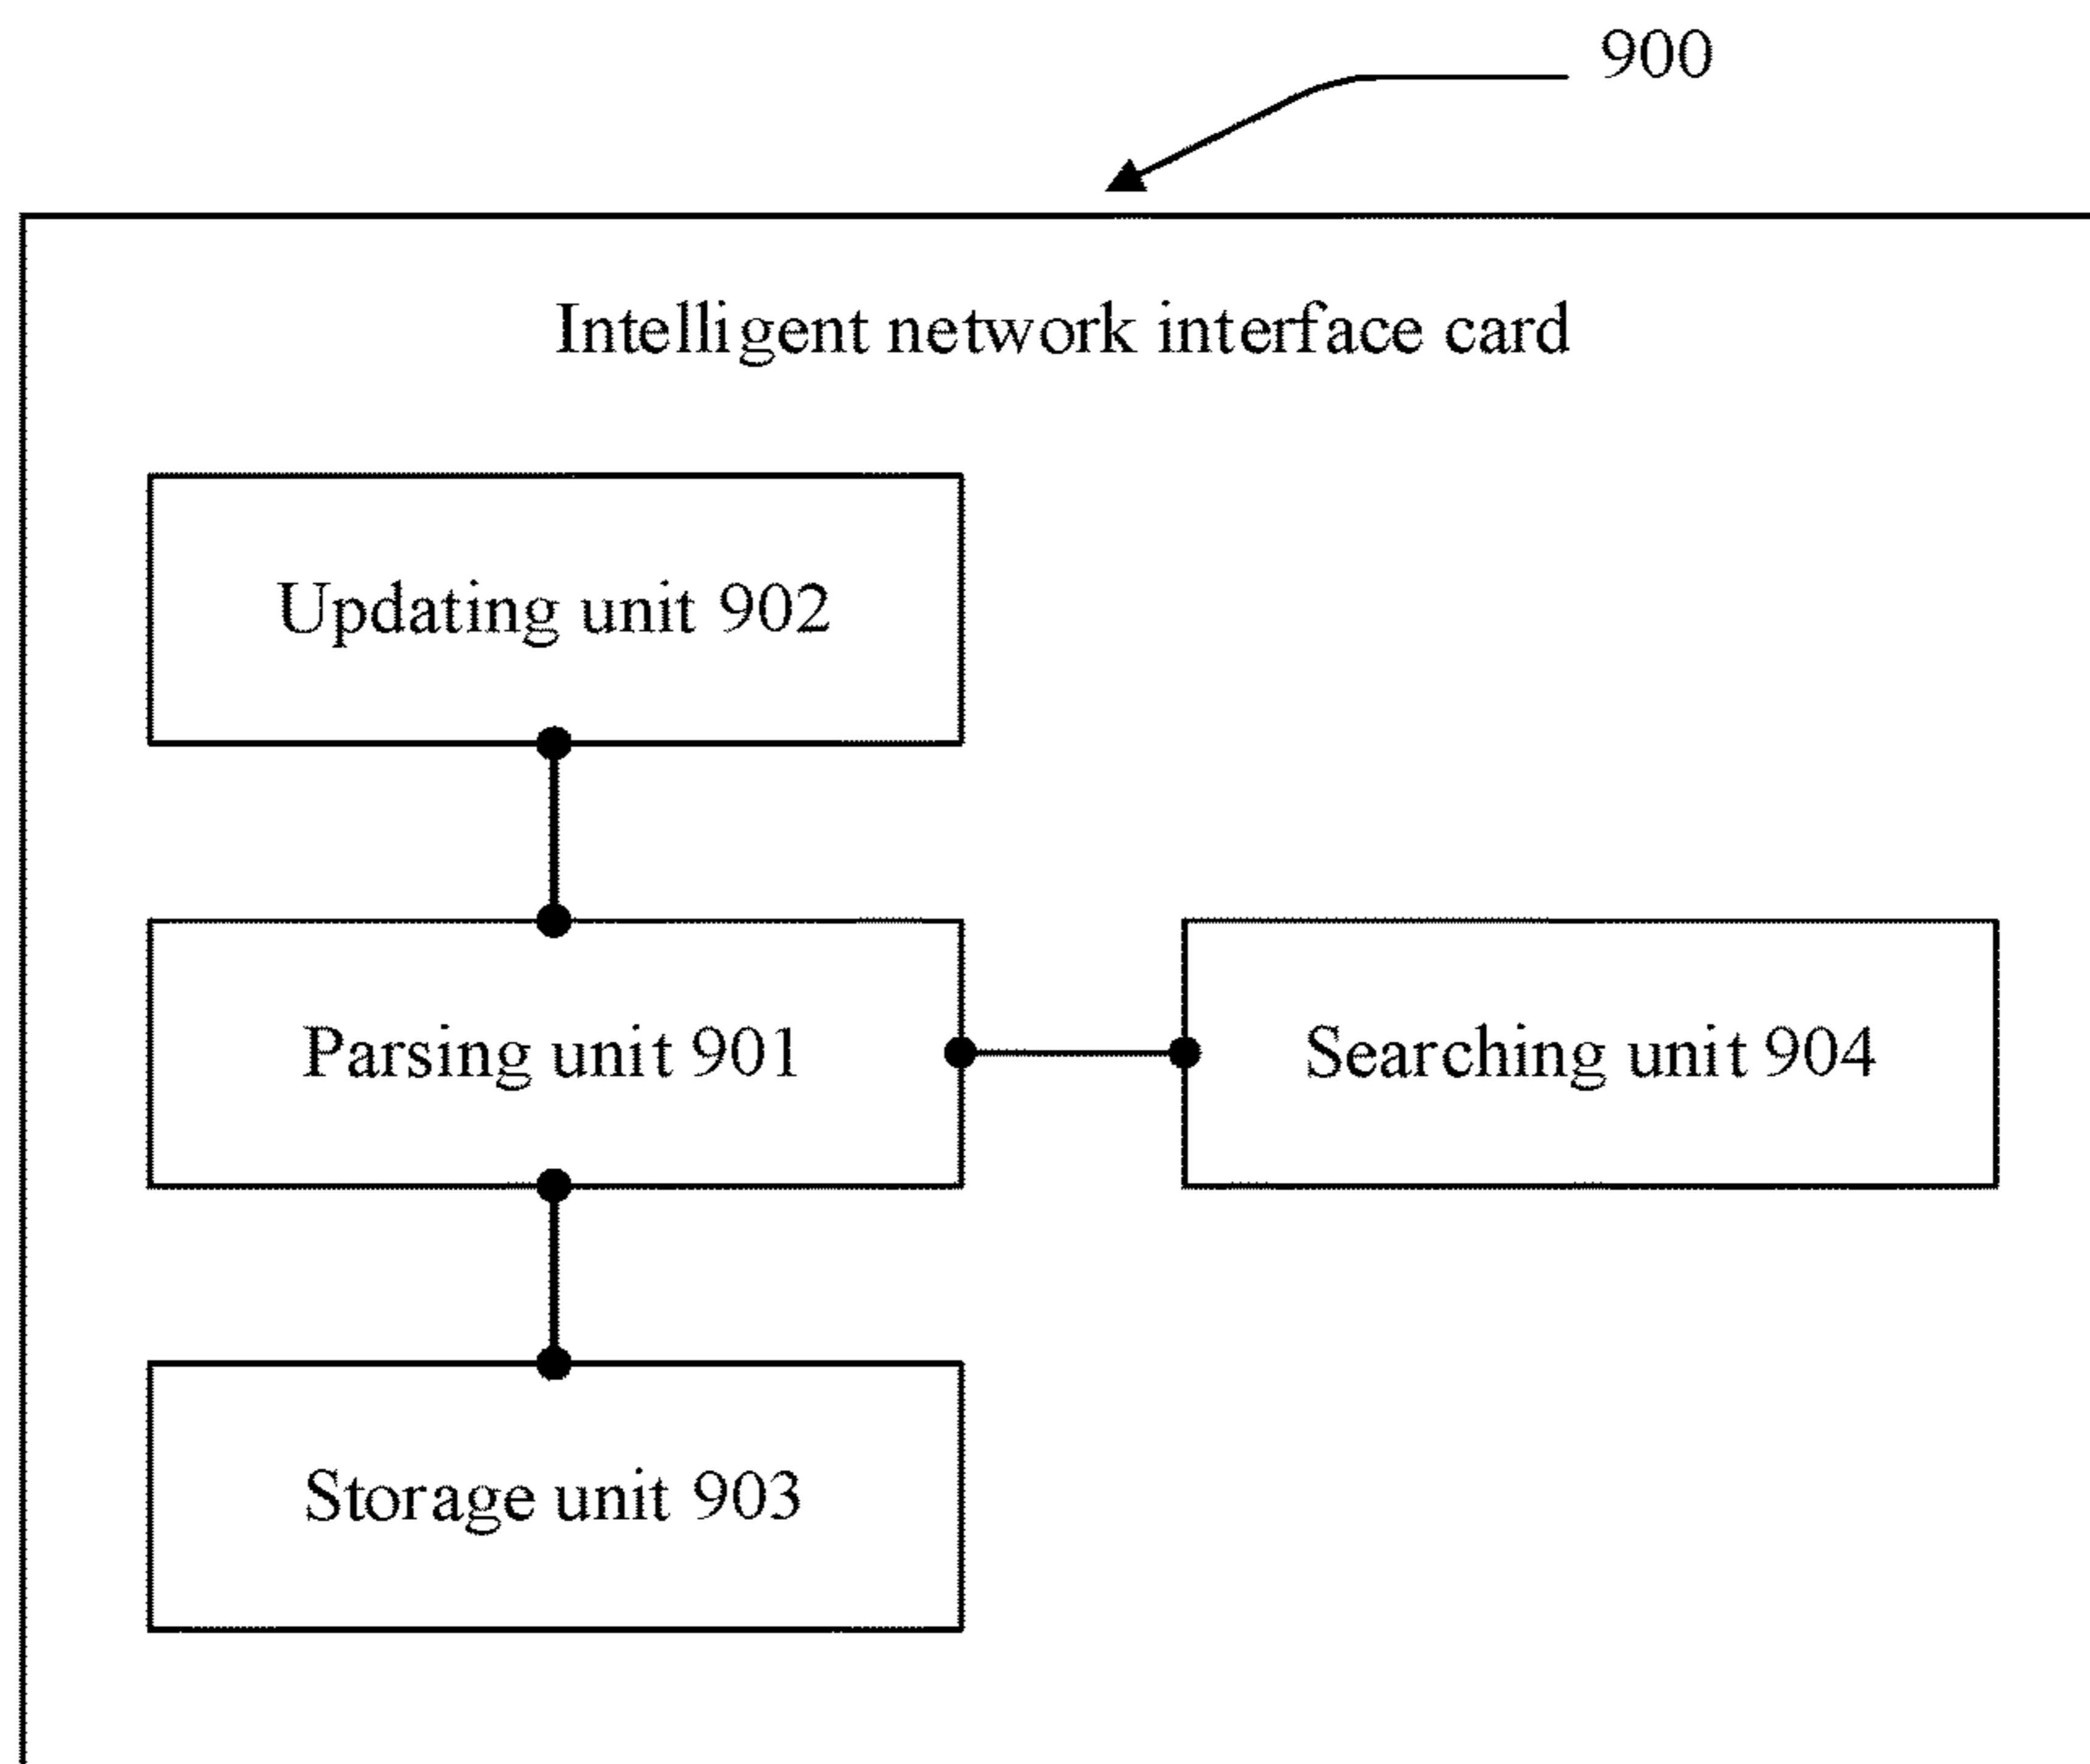 900
Intelligent network interface card
Updating unit 902
Parsing unit 901
Searching unit 904
Storage unit 903